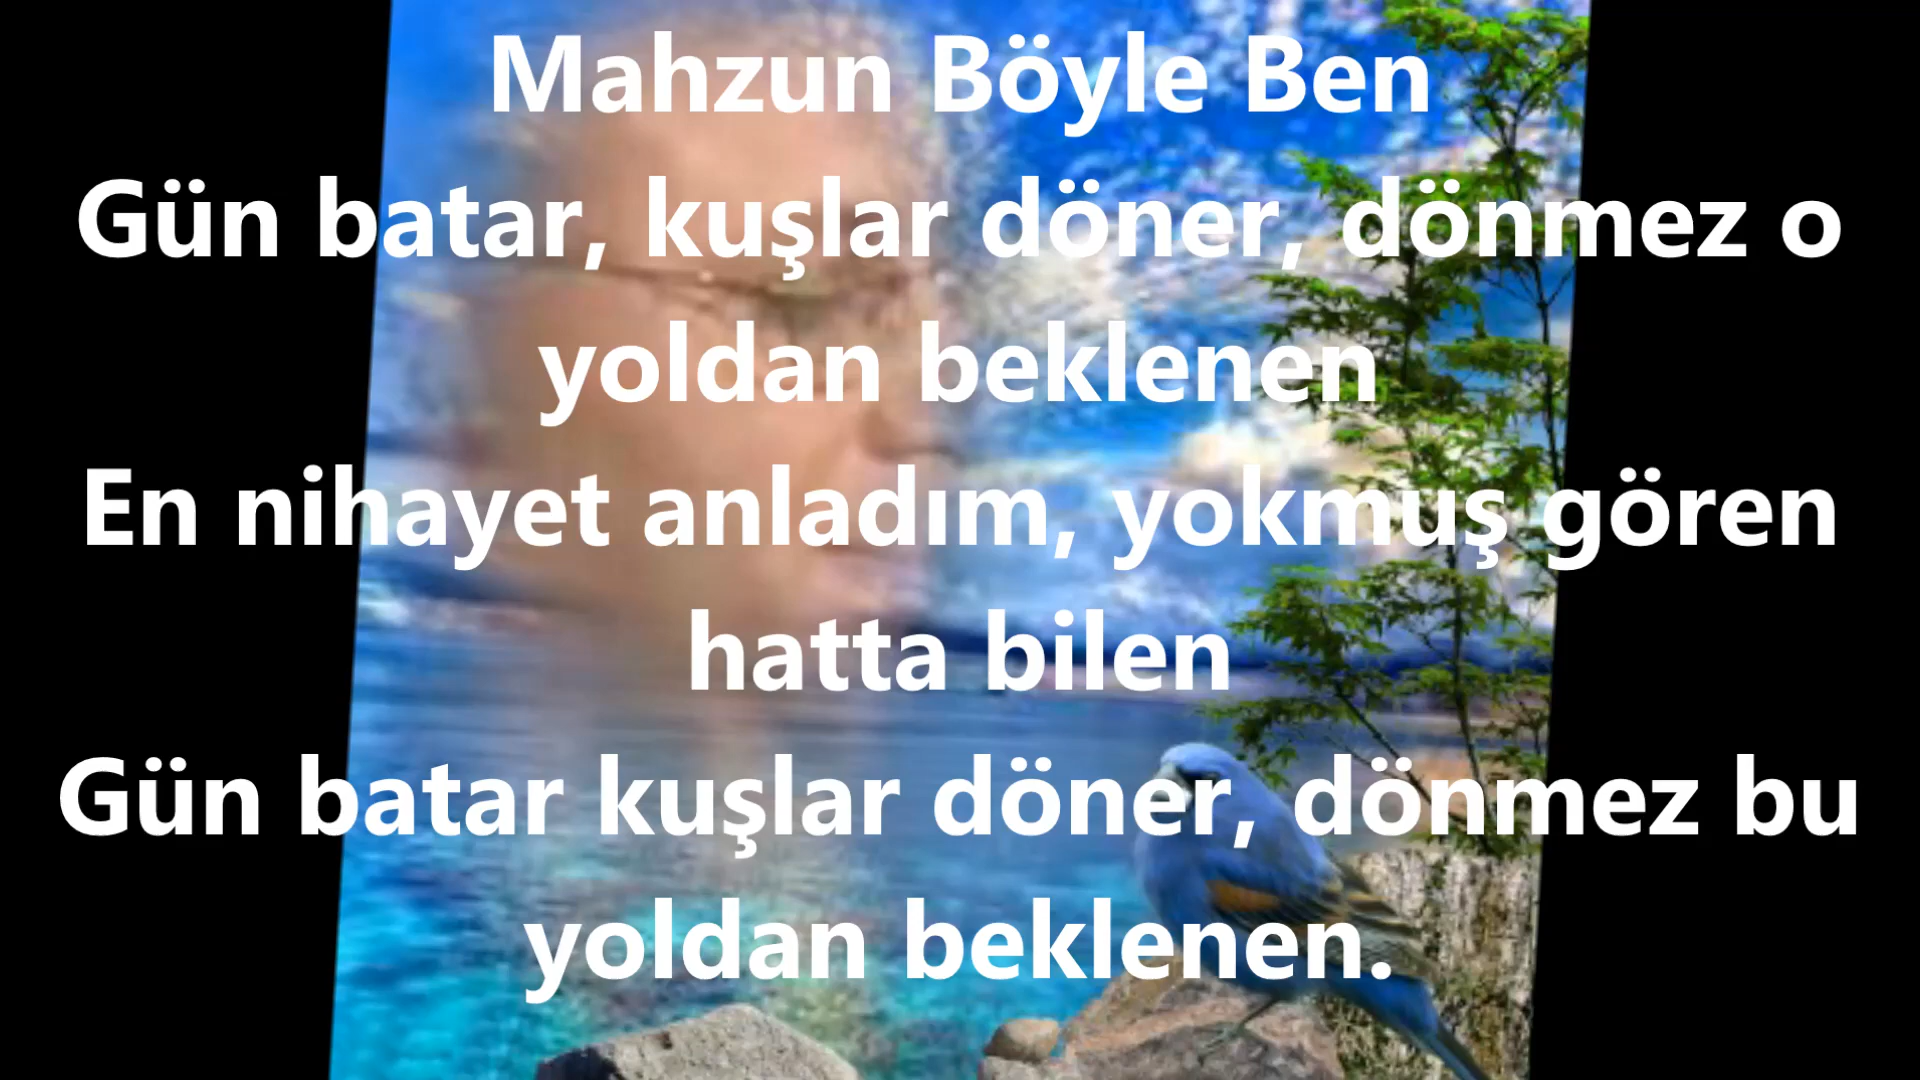 Mahzun Böyle Ben
Gün batar, kuşlar döner, dönmez o
yoldan beklenen
En nihayet anladım, yokmuş gören
hatta bilen
Gün batar kuşlar döner, dönmez bu
yoldan beklenen.